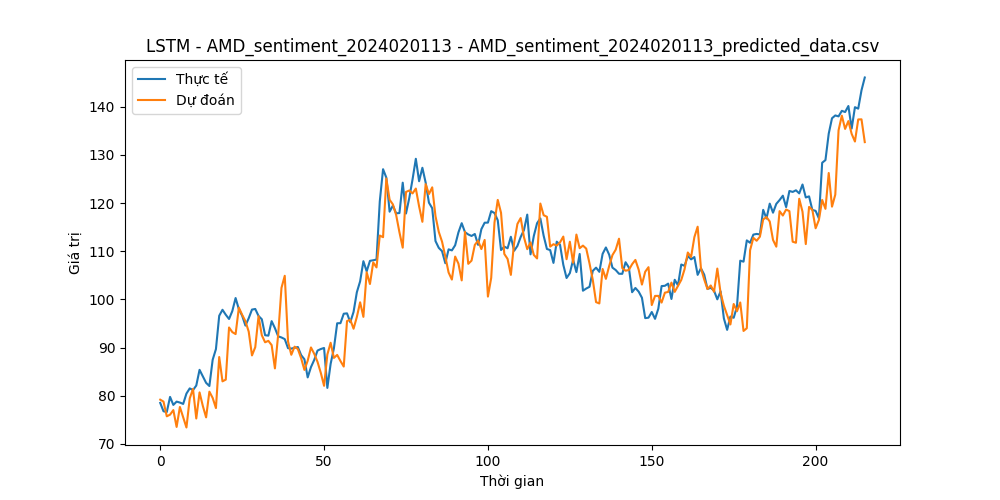 LSTM - AMD_sentiment_2024020113 - AMD_sentiment_2024020113_predicted_data.csv
Thực tế
Dự đoán
Giá trị
140
130
120
110
100
90
80
70
0 50 100 150 200
Thời gian